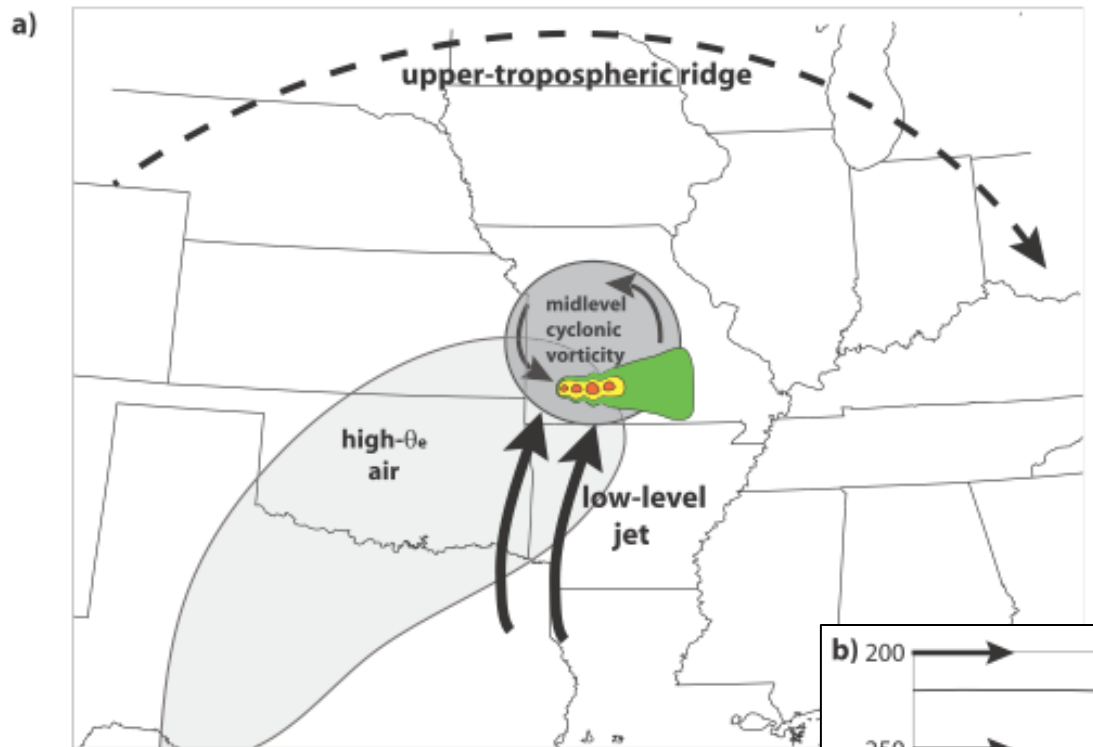 a)
upper-tropospheric ridge
midlevel
cyclonic
vorticity
high-θe
air
low-level
jet
b) 200
250